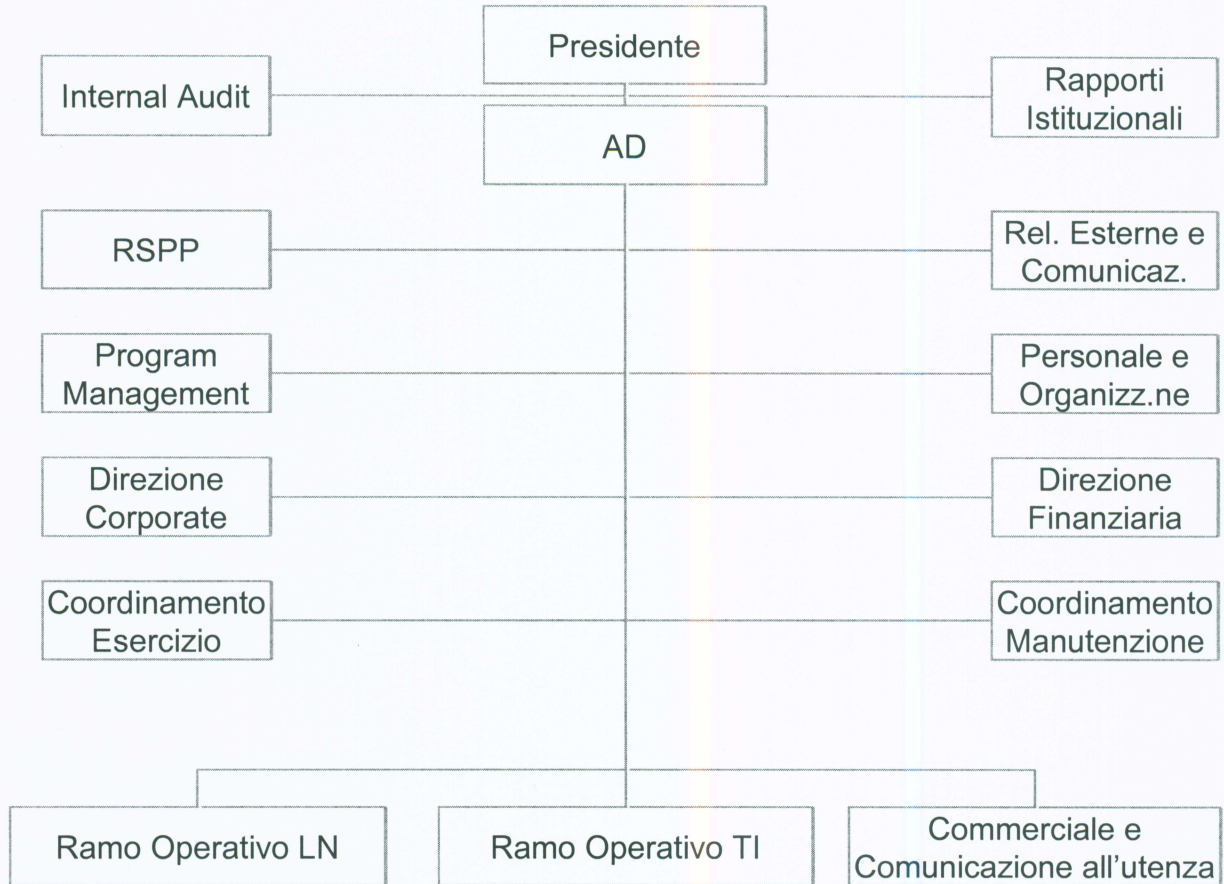 Presidente
Internal Audit
Rapporti
Istituzionali
AD
RSPP
Rel. Esterne e
Comunicaz.
Program
Management
Personale e
Organizz.ne
Direzione
Corporate
Direzione
Finanziaria
Coordinamento
Esercizio
Coordinamento
Manutenzione
Ramo Operativo LN
Ramo Operativo TI
Commerciale e
Comunicazione all'utenza